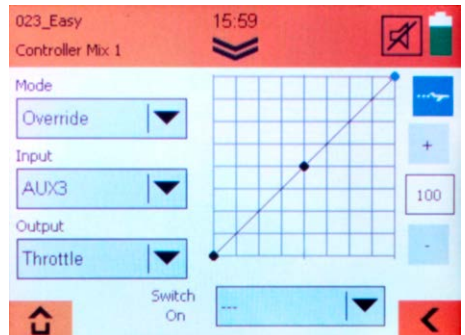 023_Easy
15:59
Controller Mix 1
Mode
Override
Input
AUX3
Output
Throttle
+
100
-
Switch
On
---